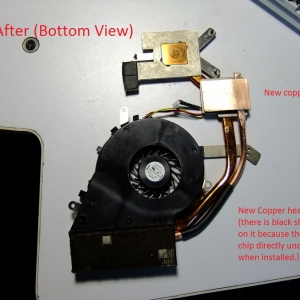 After (Bottom View)
New copp
New Copper hea
(there is black s
on it because th
chip directly und
when installed.)